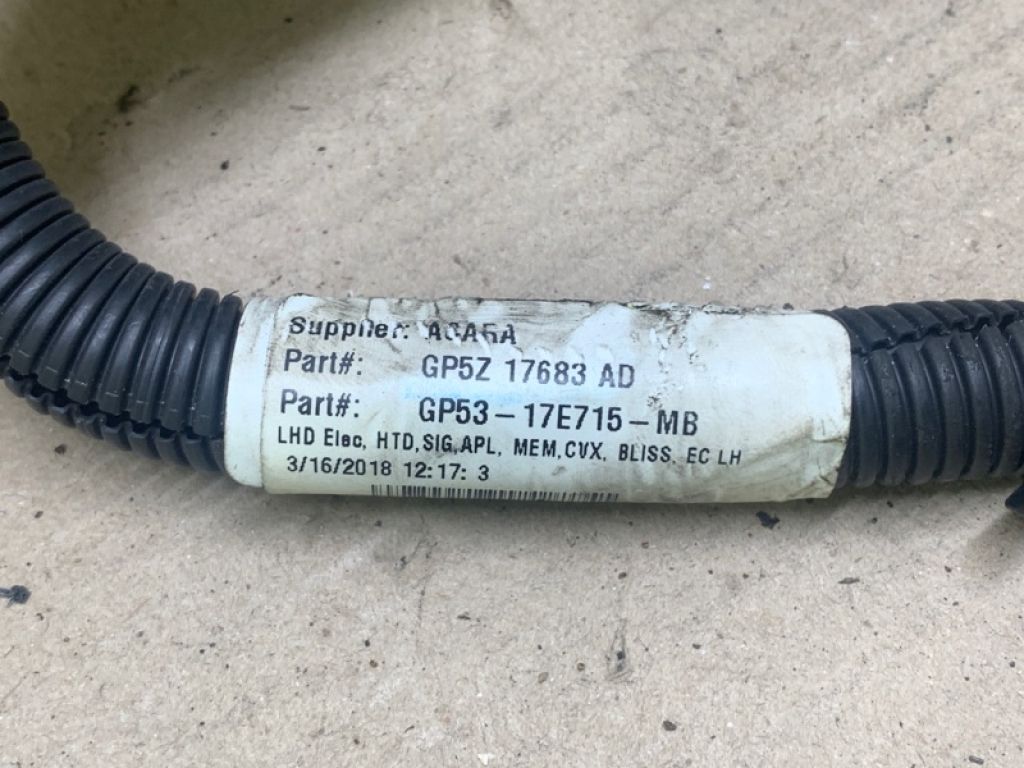 Supplier:
Part#: GP5Z 17683 AD
Part#: GP53-17E715-MB
LHD Elec, HTD,SIG,APL, MEM,CVX, BLISS, EC LH
3/16/2018 12:17: 3